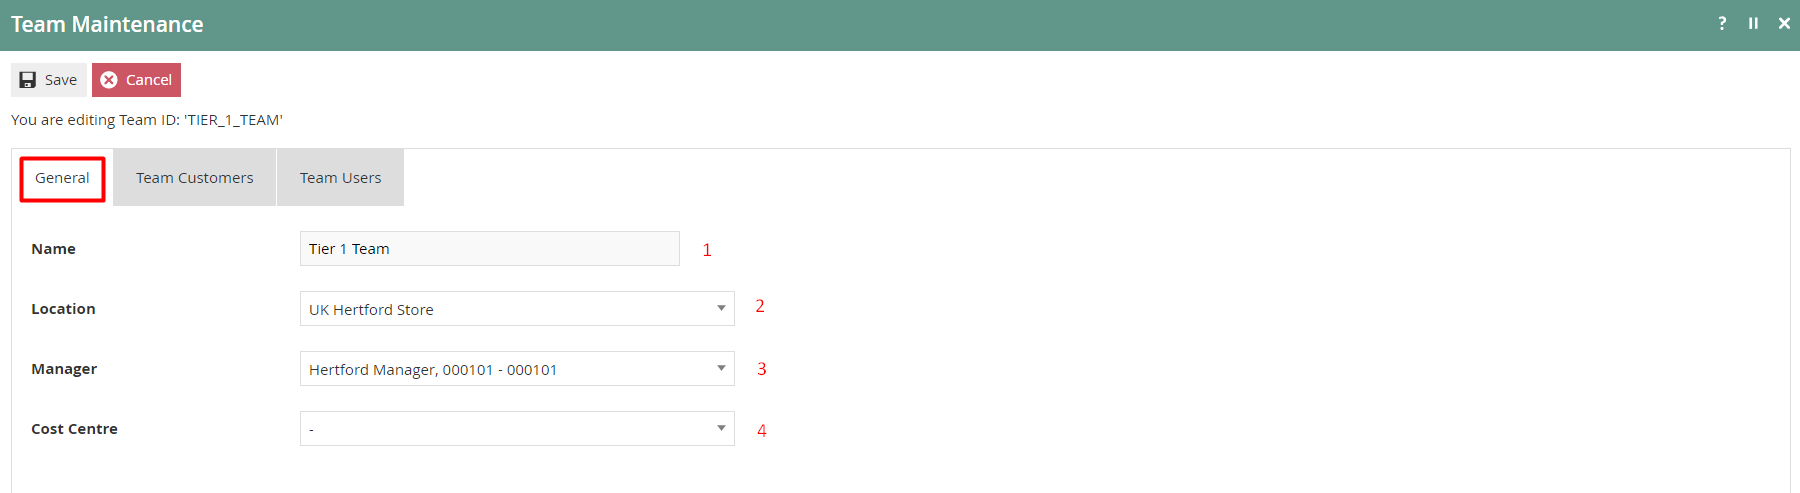 Team Maintenance ?
Save Cancel
You are editing Team ID: 'TIER_1_TEAM'
General Team Customers Team Users
Name Tier 1 Team 1
Location UK Hertford Store 2
Manager Hertford Manager, 000101 - 000101 3
Cost Centre - 4